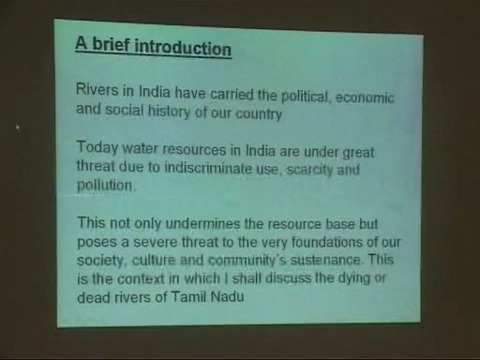 A brief introduction
Rivers in India have carried the political, economic
and social history of our country
Today water resources in India are under great
threat due to indiscriminate use, scarcity and
pollution.
This not only undermines the resource base but
poses a severe threat to the very foundations of our
society, culture and community's sustenance. This
is the context in which I shall discuss the dying or
dead rivers of Tamil Nadu